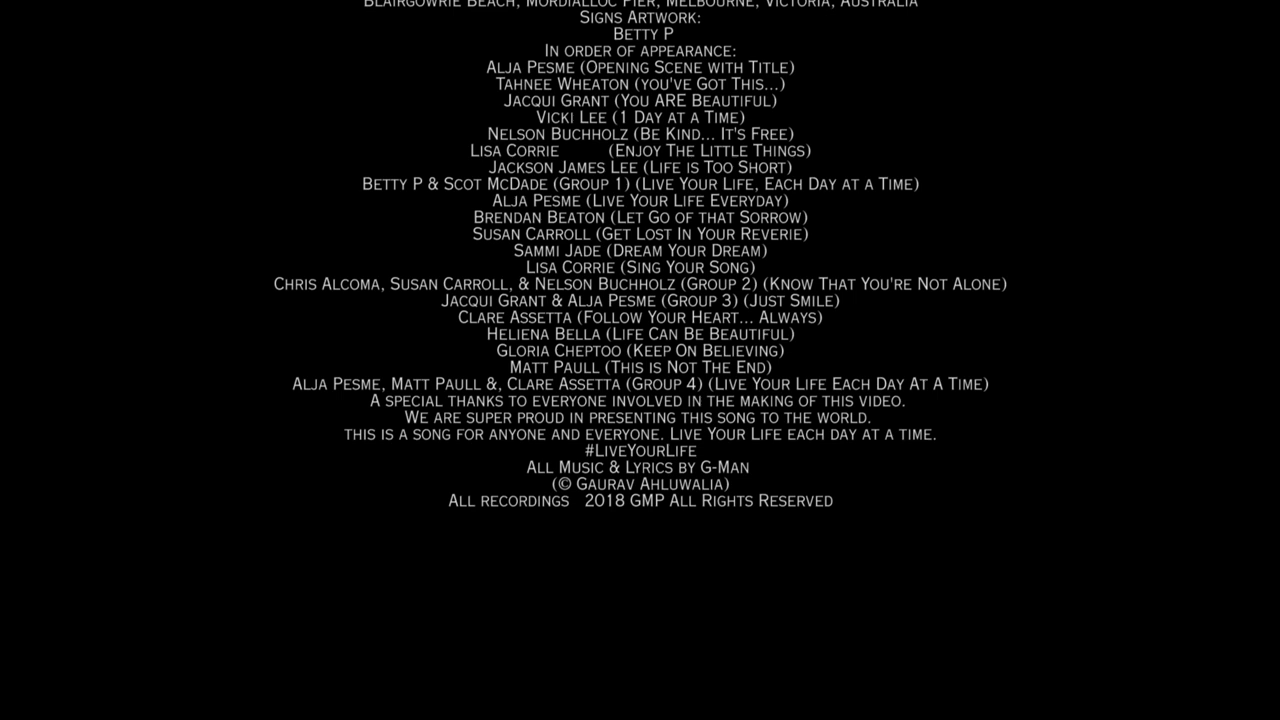 Blairgowrie Beach, Mordialloc Pier, Melbourne, Victoria, Australia
Signs Artwork:
Betty P
In order of appearance:
Alja Pesme (Opening Scene with Title)
Tahnee Wheaton (you've Got This...)
Jacqui Grant (You ARE Beautiful)
Vicki Lee (1 Day at a Time)
Nelson Buchholz (Be Kind... It's Free)
Lisa Corrie (Enjoy The Little Things)
Jackson James Lee (Life is Too Short)
Betty P & Scot McDade (Group 1) (Live Your Life, Each Day at a Time)
Alja Pesme (Live Your Life Everyday)
Brendan Beaton (Let Go of that Sorrow)
Susan Carroll (Get Lost In Your Reverie)
Sammi Jade (Dream Your Dream)
Lisa Corrie (Sing Your Song)
Chris Alcoma, Susan Carroll, & Nelson Buchholz (Group 2) (Know That You're Not Alone)
Jacqui Grant & Alja Pesme (Group 3) (Just Smile)
Clare Assetta (Follow Your Heart... Always)
Heliena Bella (Life Can Be Beautiful)
Gloria Cheptoo (Keep On Believing)
Matt Paull (This is Not The End)
Alja Pesme, Matt Paull &, Clare Assetta (Group 4) (Live Your Life Each Day At A Time)
A special thanks to everyone involved in the making of this video.
We are super proud in presenting this song to the world.
this is a song for anyone and everyone. Live Your Life each day at a time.
#LiveYourLife
All Music & Lyrics by G-Man
(© Gaurav Ahluwalia)
All recordings 2018 GMP All Rights Reserved